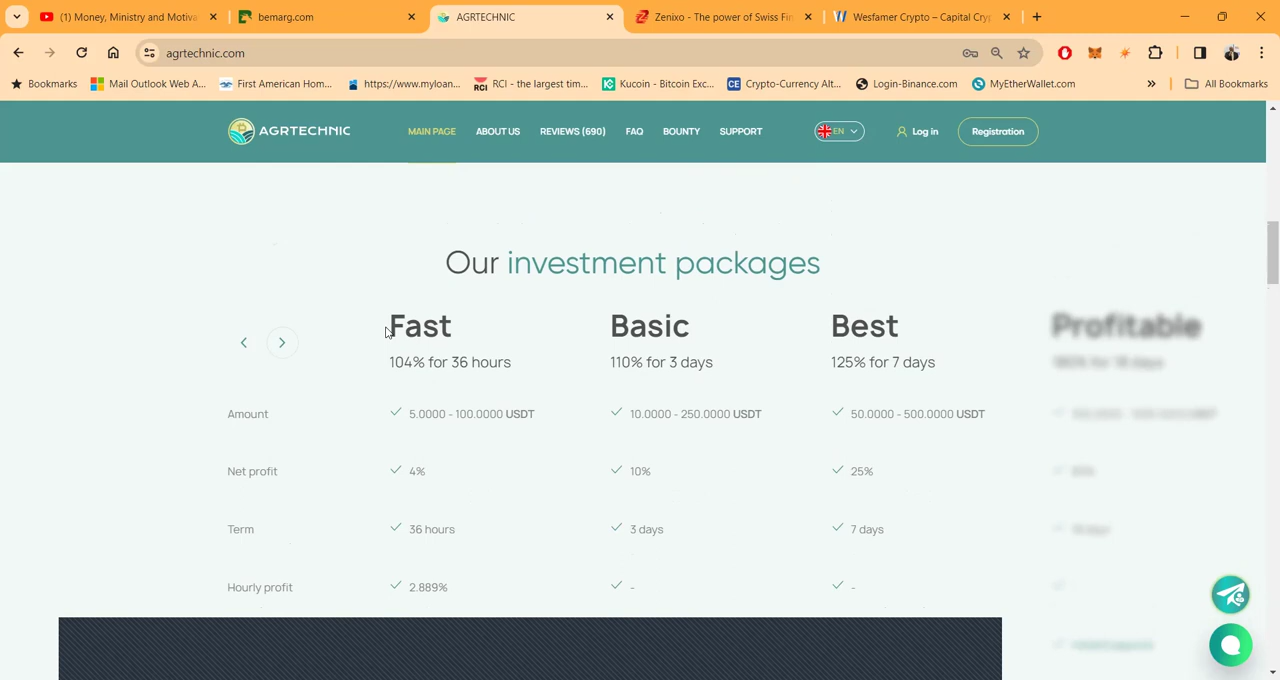 (1) Money, Ministry and Motiva
bemarg.com
AGRTECHNIC
Zenixo - The power of Swiss Fin
Wesfamer Crypto – Capital Cryp
agrtechnic.com
Bookmarks
Mail Outlook Web A...
First American Hom...
https://www.myloan...
RCI - the largest tim...
Kucoin - Bitcoin Exc...
Crypto-Currency Alt...
Login-Binance.com
MyEtherWallet.com
»
All Bookmarks
AGRTECHNIC
MAIN PAGE
ABOUT US
REVIEWS (690)
FAQ
BOUNTY
SUPPORT
EN
Log in
Registration
Our investment packages
Fast
Basic
Best
Profitable
104% for 36 hours
110% for 3 days
125% for 7 days
Amount
5.0000 - 100.0000 USDT
10.0000 - 250.0000 USDT
50.0000 - 500.0000 USDT
Net profit
4%
10%
25%
Term
36 hours
3 days
7 days
Hourly profit
2.889%
-
-